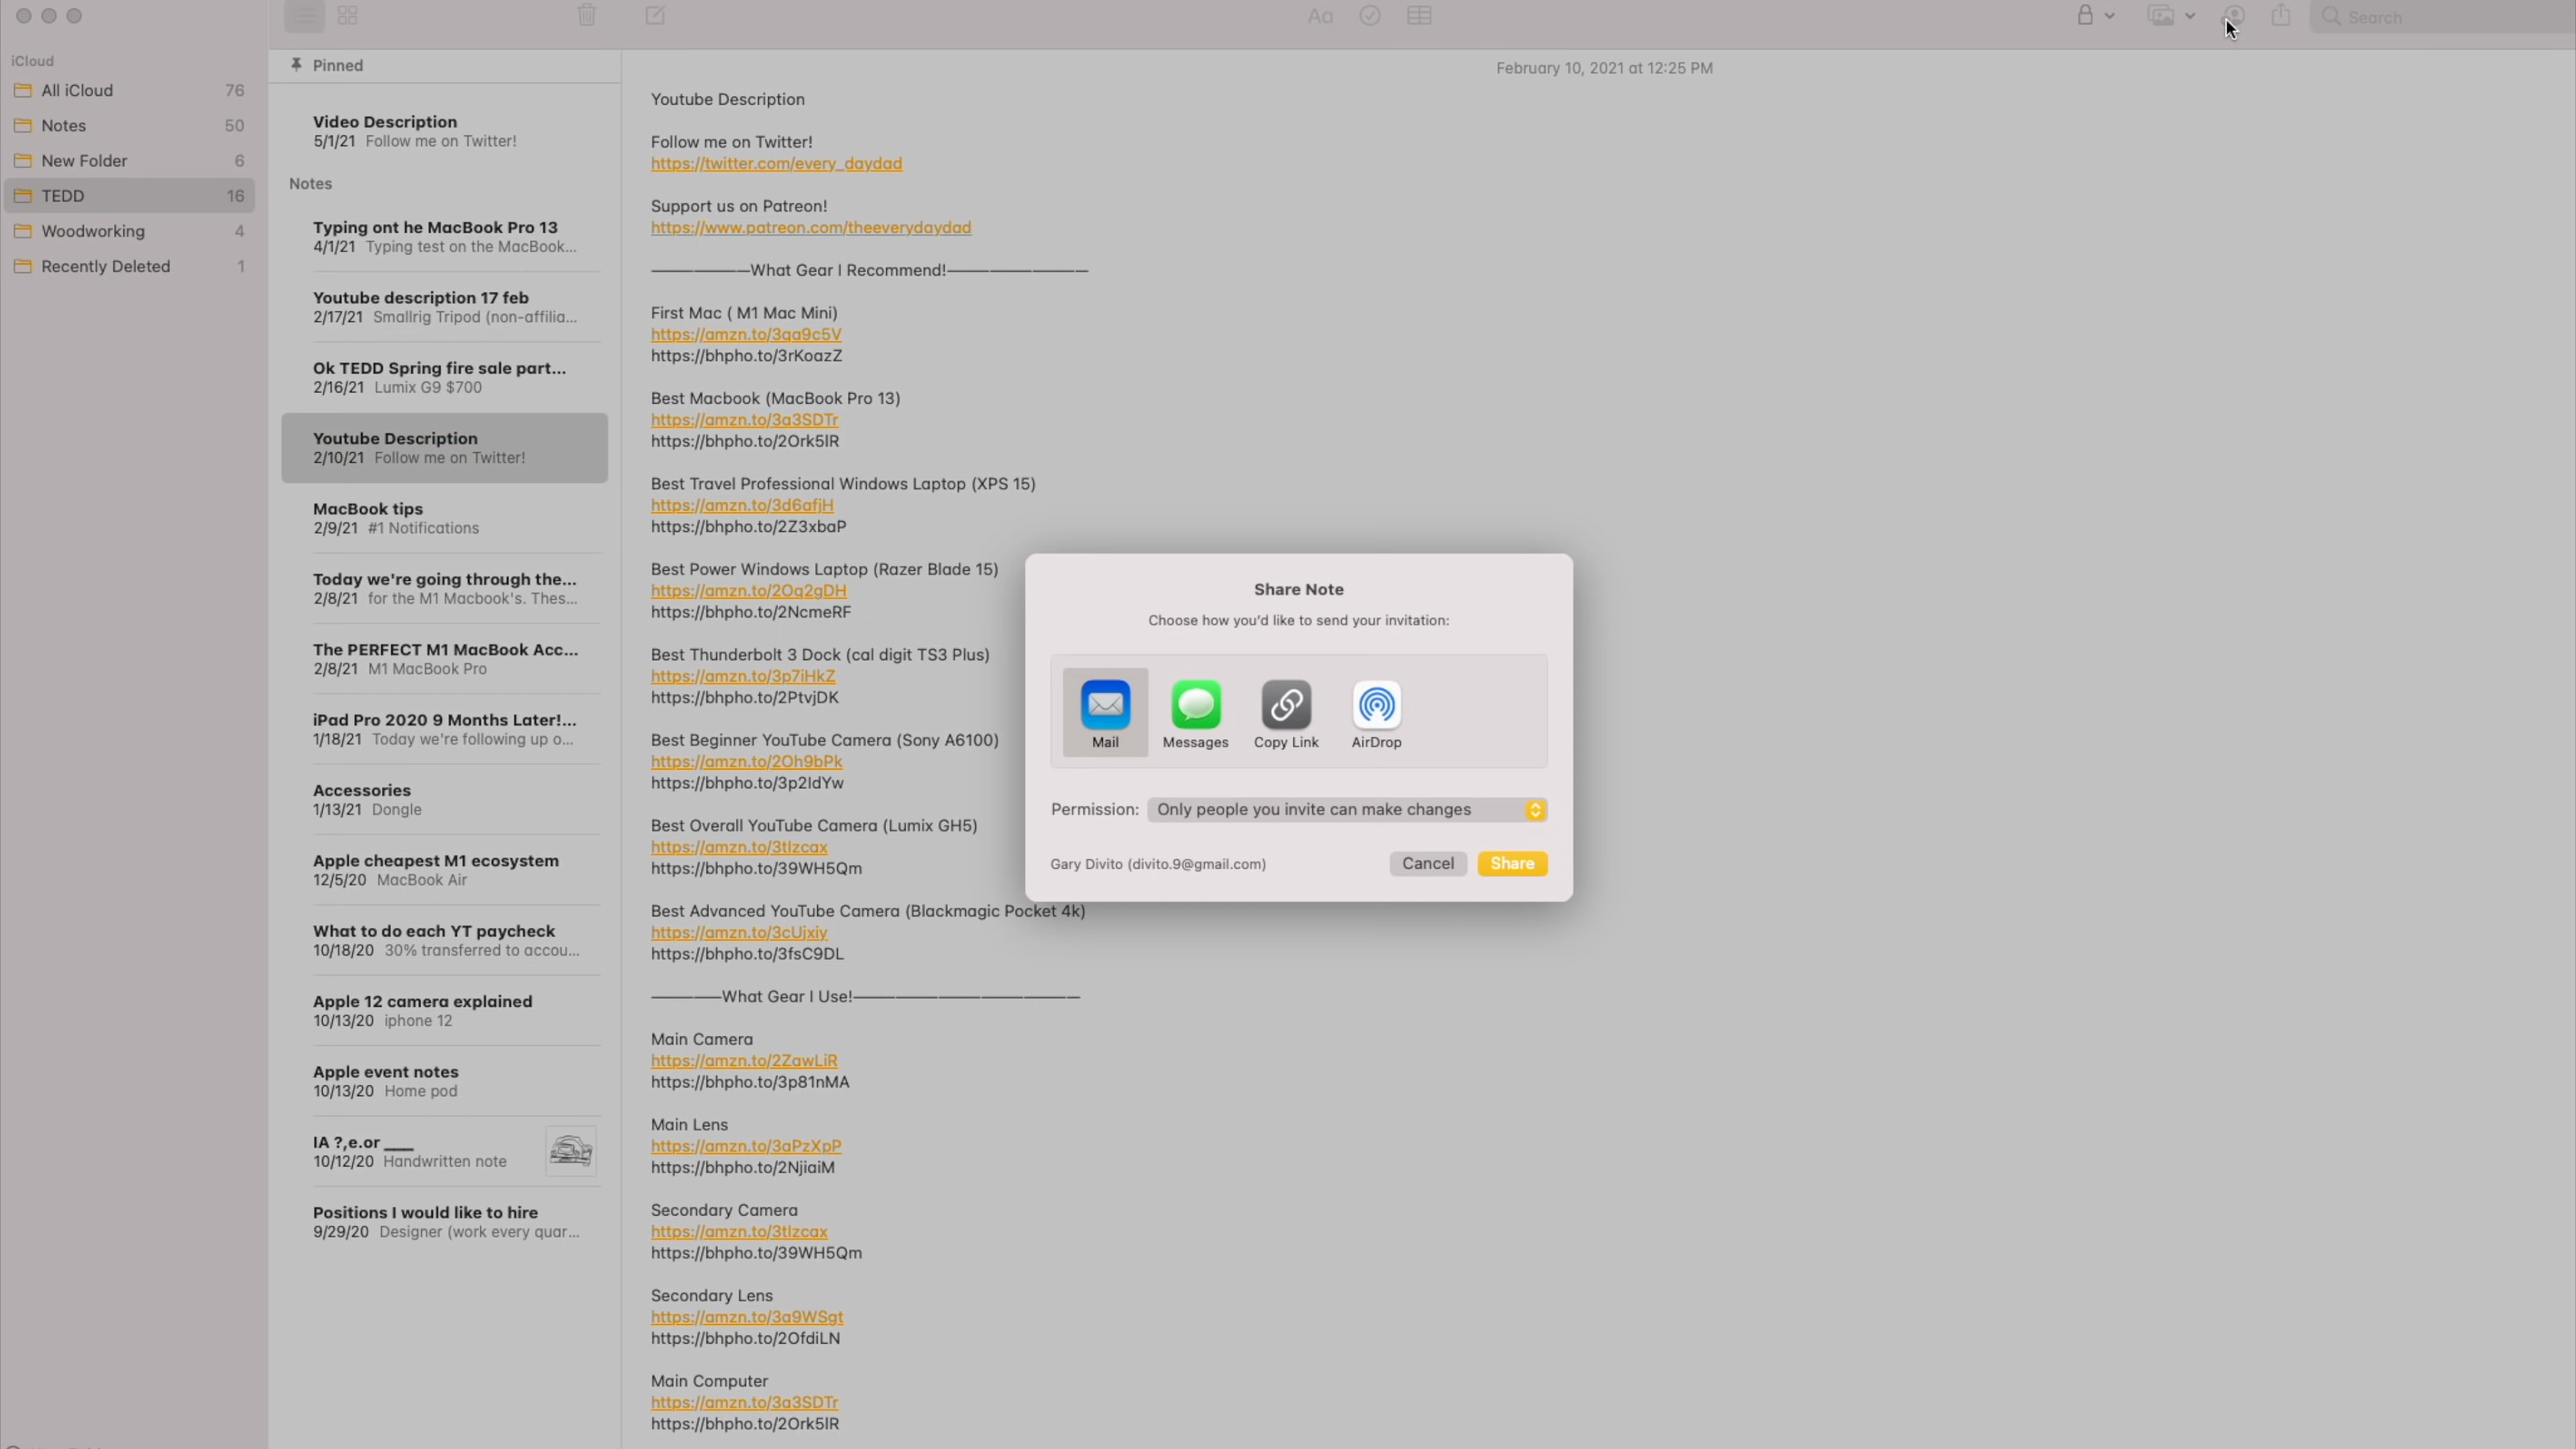 Search
iCloud
All iCloud 76
Notes 50
New Folder 6
TEDD 16
Woodworking 4
Recently Deleted 1
Pinned
Video Description
5/1/21 Follow me on Twitter!
Notes
Typing ont he MacBook Pro 13
4/1/21 Typing test on the MacBook...
Youtube description 17 feb
2/17/21 Smallrig Tripod (non-affilia...
Ok TEDD Spring fire sale part...
2/16/21 Lumix G9 $700
Youtube Description
2/10/21 Follow me on Twitter!
MacBook tips
2/9/21 #1 Notifications
Today we're going through the...
2/8/21 for the M1 Macbook's. Thes...
The PERFECT M1 MacBook Acc...
2/8/21 M1 MacBook Pro
iPad Pro 2020 9 Months Later!...
1/18/21 Today we're following up o...
Accessories
1/13/21 Dongle
Apple cheapest M1 ecosystem
12/5/20 MacBook Air
What to do each YT paycheck
10/18/20 30% transferred to accou...
Apple 12 camera explained
10/13/20 iphone 12
Apple event notes
10/13/20 Home pod
IA ?,e.or ___
10/12/20 Handwritten note
Positions I would like to hire
9/29/20 Designer (work every quar...
February 10, 2021 at 12:25 PM
Youtube Description
Follow me on Twitter!
https://twitter.com/every_daydad
Support us on Patreon!
https://www.patreon.com/theeverydaydad
———————What Gear I Recommend!——————————
First Mac ( M1 Mac Mini)
https://amzn.to/3qa9c5V
https://bhpho.to/3rKoazZ
Best Macbook (MacBook Pro 13)
https://amzn.to/3a3SDTr
https://bhpho.to/2Ork5IR
Best Travel Professional Windows Laptop (XPS 15)
https://amzn.to/3d6afjH
https://bhpho.to/2Z3xbaP
Best Power Windows Laptop (Razer Blade 15)
https://amzn.to/2Oq2gDH
https://bhpho.to/2NcmeRF
Best Thunderbolt 3 Dock (cal digit TS3 Plus)
https://amzn.to/3p7iHkZ
https://bhpho.to/2PtvjDK
Best Beginner YouTube Camera (Sony A6100)
https://amzn.to/2Oh9bPk
https://bhpho.to/3p2IdYw
Best Overall YouTube Camera (Lumix GH5)
https://amzn.to/3tIzcax
https://bhpho.to/39WH5Qm
Best Advanced YouTube Camera (Blackmagic Pocket 4k)
https://amzn.to/3cUjxiy
https://bhpho.to/3fsC9DL
—————What Gear I Use!————————————————
Main Camera
https://amzn.to/2ZawLiR
https://bhpho.to/3p81nMA
Main Lens
https://amzn.to/3aPzXpP
https://bhpho.to/2NjiaiM
Secondary Camera
https://amzn.to/3tIzcax
https://bhpho.to/39WH5Qm
Secondary Lens
https://amzn.to/3a9WSgt
https://bhpho.to/2OfdiLN
Main Computer
https://amzn.to/3a3SDTr
https://bhpho.to/2Ork5IR
Share Note
Choose how you'd like to send your invitation:
Mail Messages Copy Link AirDrop
Permission: Only people you invite can make changes
Gary Divito (divito.9@gmail.com) Cancel Share